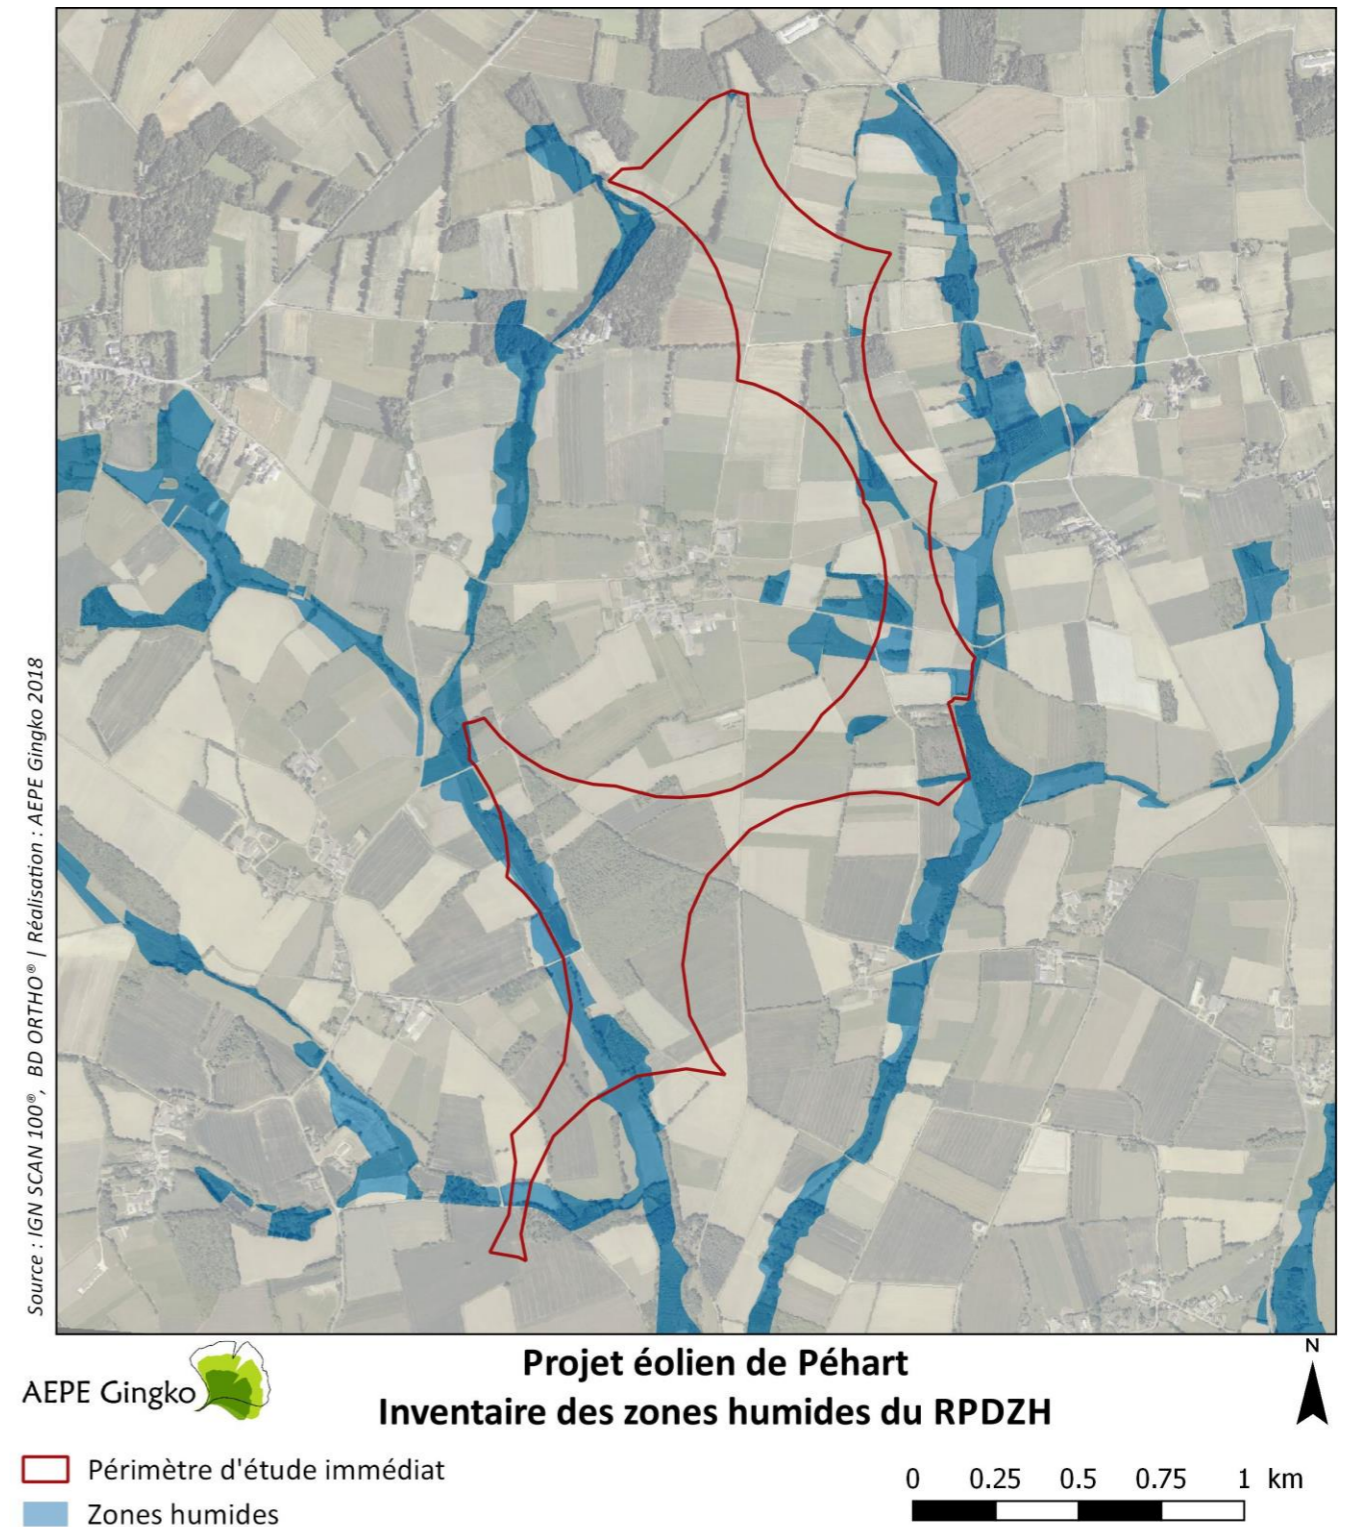 Source : IGN SCAN 100®, BD ORTHO® | Réalisation : AEPE Gingko 2018
AEPE Gingko
Projet éolien de Péhart
Inventaire des zones humides du RPDZH
N
Périmètre d'étude immédiat
Zones humides
0 0.25 0.5 0.75 1 km